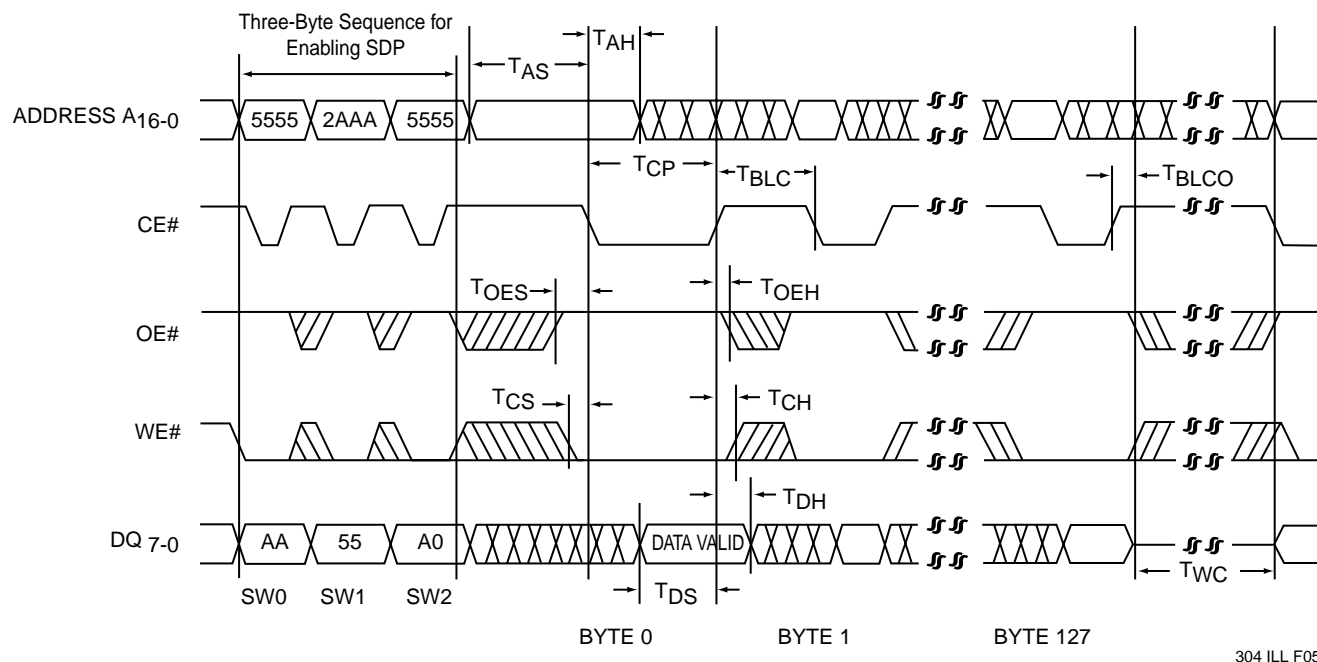 Three-Byte Sequence for
Enabling SDP
TAH
TAS
ADDRESS A16-0
5555
2AAA
5555
TCP
TBLC
TBLCO
CE#
TOES
TOEH
OE#
TCS
TCH
WE#
TDH
DQ 7-0
AA
55
A0
DATA VALID
SW0
SW1
SW2
TDS
TWC
BYTE 0
BYTE 1
BYTE 127
304 ILL F05